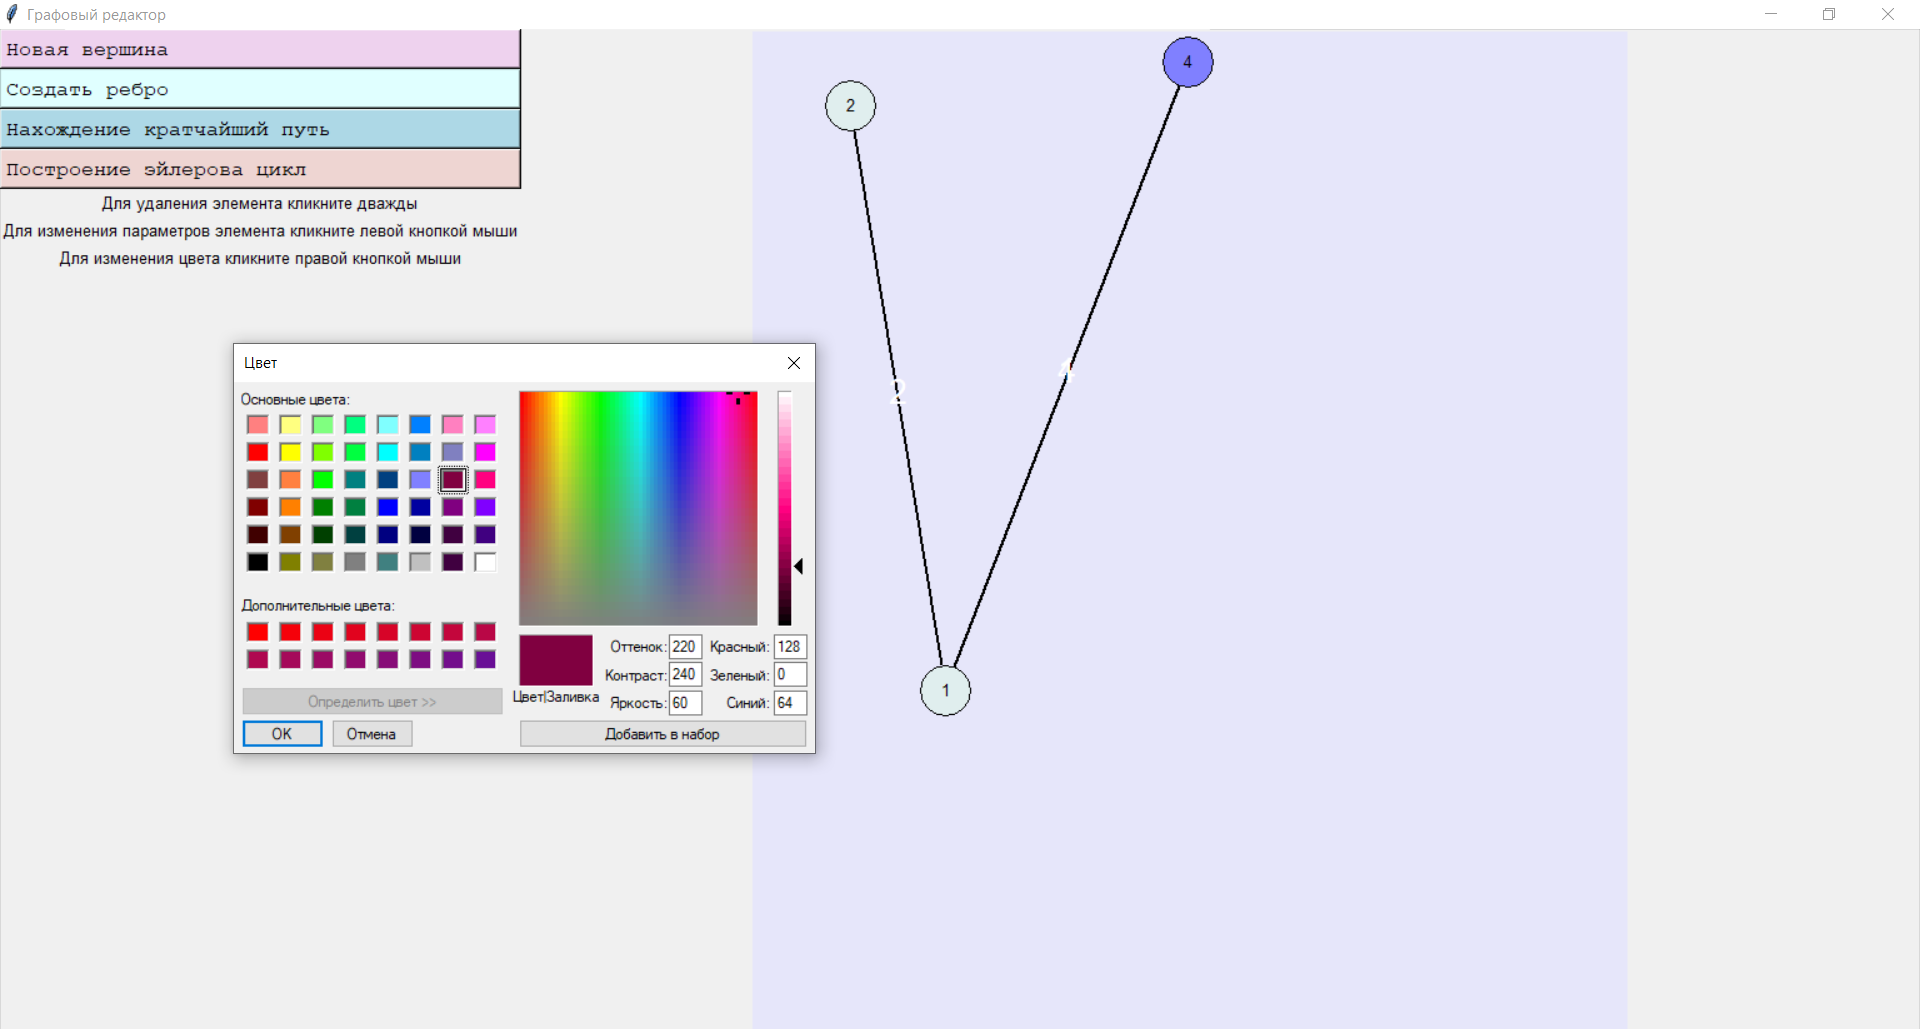 Графовый редактор
Новая вершина
Создать ребро
Нахождение кратчайший путь
Построение эйлерова цикл
Для удаления элемента кликните дважды
Для изменения параметров элемента кликните левой кнопкой мыши
Для изменения цвета кликните правой кнопкой мыши
Цвет
Основные цвета:
Дополнительные цвета:
Определить цвет >>
OK
Отмена
Цвет|Заливка
Оттенок: 220
Контраст: 240
Яркость: 60
Красный: 128
Зеленый: 0
Синий: 64
Добавить в набор
4
2
4
2
1